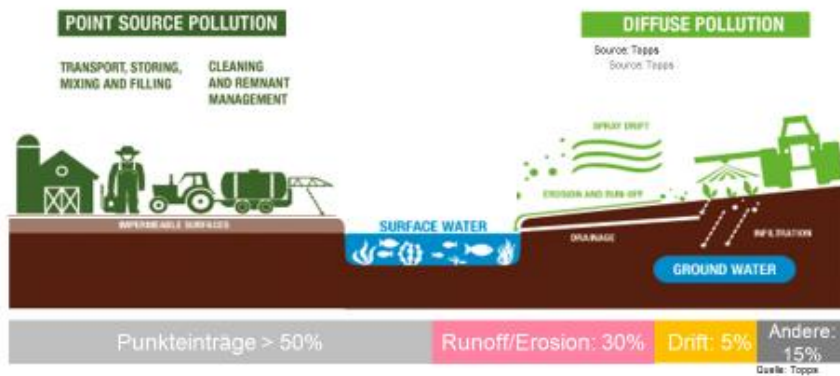 POINT SOURCE POLLUTION
TRANSPORT, STORING,
MIXING AND FILLING
CLEANING
AND REMNANT
MANAGEMENT
DIFFUSE POLLUTION
Source: Topps
Source: Topps
SPRAY DRIFT
EROSION AND RUN-OFF
IMPERMEABLE SURFACES
SURFACE WATER
DRAINAGE
INFILTRATION
GROUND WATER
Punkteinträge > 50%
Runoff/Erosion: 30%
Drift: 5%
Andere:
15%
Quelle: Topps